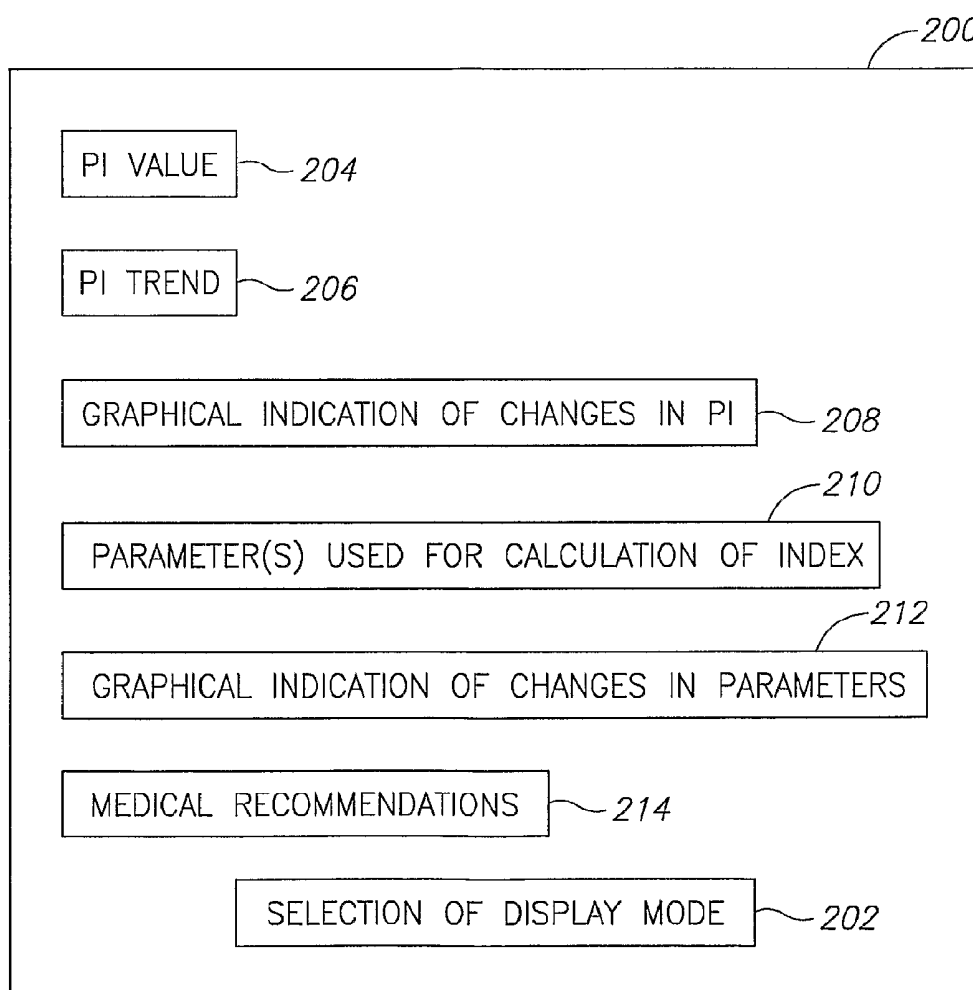 200
PI VALUE 204
PI TREND 206
GRAPHICAL INDICATION OF CHANGES IN PI 208
210
PARAMETER(S) USED FOR CALCULATION OF INDEX
212
GRAPHICAL INDICATION OF CHANGES IN PARAMETERS
MEDICAL RECOMMENDATIONS 214
SELECTION OF DISPLAY MODE 202